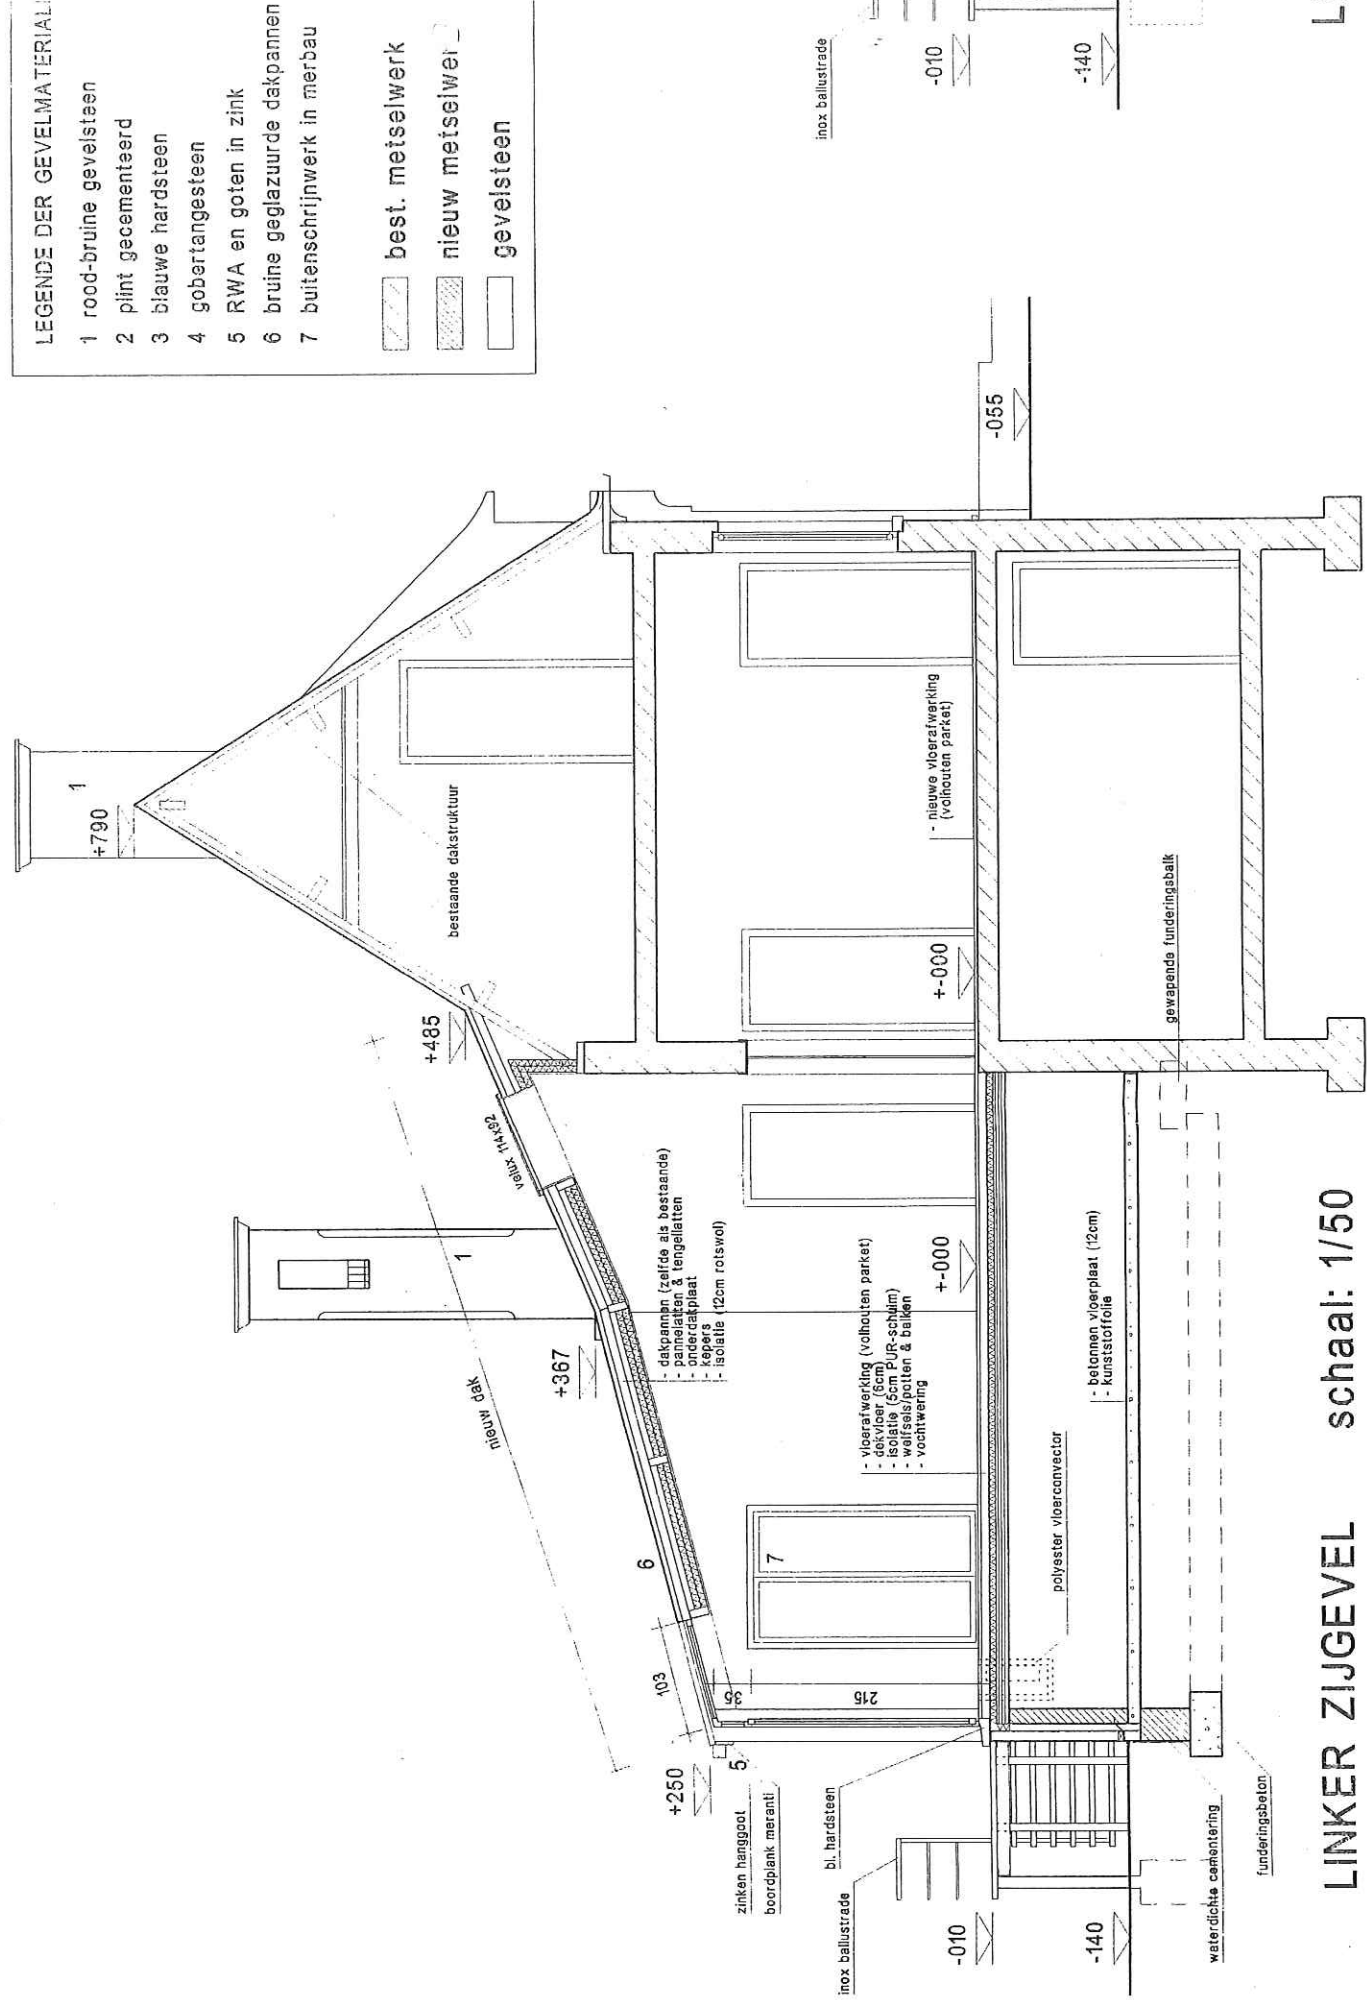 LEGENDE DER GEVELMATERIAL
1 rood-bruine gevelsteen
2 plint gecementeerd
3 blauwe hardsteen
4 gobertangesteen
5 RWA en goten in zink
6 bruine geglazuurde dakpannen
7 buitenschrijnwerk in merbau
best. metselwerk
nieuw metselwer
gevelsteen
1
+790
bestaande dakstruktuur
+485
velux 114x92
nieuw dak
1
+367
- dakpannen (zelfde als bestaande)
- pannelatten & tengellatten
- onderdakplaat
- kepers
- isolatie (12cm rotswol)
6
103
+250
5
zinken hanggoot
boordplank meranti
35
215
7
- nieuwe vloerafwerking
(volhouten parket)
+-000
+-000
- vloerafwerking (volhouten parket)
- dekvloer (6cm)
- isolatie (5cm PUR-schuim)
- welfsels/potten & balken
- vochtwering
-055
bl. hardsteen
inox ballustrade
-010
-140
polyester vloerconvector
- betonnen vloerplaat (12cm)
- kunststoffolie
gewapende funderingsbalk
waterdichte cementering
funderingsbeton
inox ballustrade
-010
-140
LINKER ZIJGEVEL schaal: 1/50